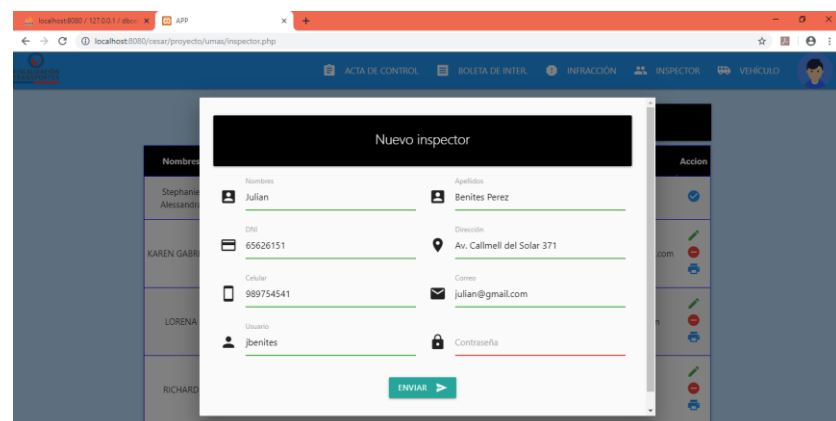 localhost:8080 / 127.0.0.1 / dbco
APP
localhost:8080/cesar/proyecto/umas/inspector.php
ACTA DE CONTROL
BOLETA DE INTER.
INFRACCIÓN
INSPECTOR
VEHÍCULO
Nuevo inspector
Nombres
Accion
Nombres
Julian
Apellidos
Benites Perez
Stephanie
Alessandra
DNI
65626151
Dirección
Av. Callmell del Solar 371
KAREN GABRI
.com
Celular
989754541
Correo
julian@gmail.com
LORENA
Usuario
jbenites
Contraseña
RICHARD
ENVIAR